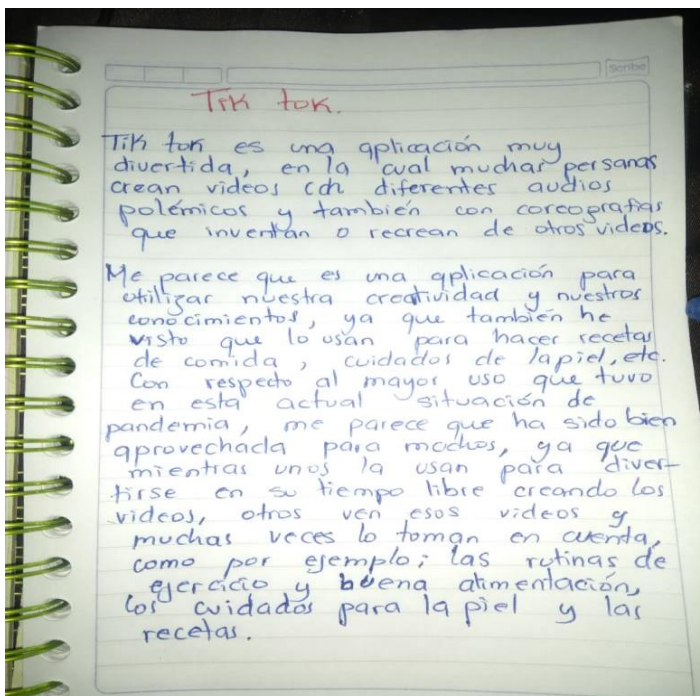 Scribe
Tik tok.
Tik tok es una aplicación muy
divertida, en la cual muchas personas
crean videos con diferentes audios
polémicos y también con coreografías
que inventan o recrean de otros videos.
Me parece que es una aplicación para
utilizar nuestra creatividad y nuestros
conocimientos, ya que también he
visto que lo usan para hacer recetas
de comida, cuidados de la piel, etc.
Con respecto al mayor uso que tuvo
en esta actual situación de
pandemia, me parece que ha sido bien
aprovechada para muchos, ya que
mientras unos la usan para diver-
tirse en su tiempo libre creando los
videos, otros ven esos videos y
muchas veces lo toman en cuenta,
como por ejemplo; las rutinas de
ejercicio y buena alimentación,
los cuidados para la piel y las
recetas.